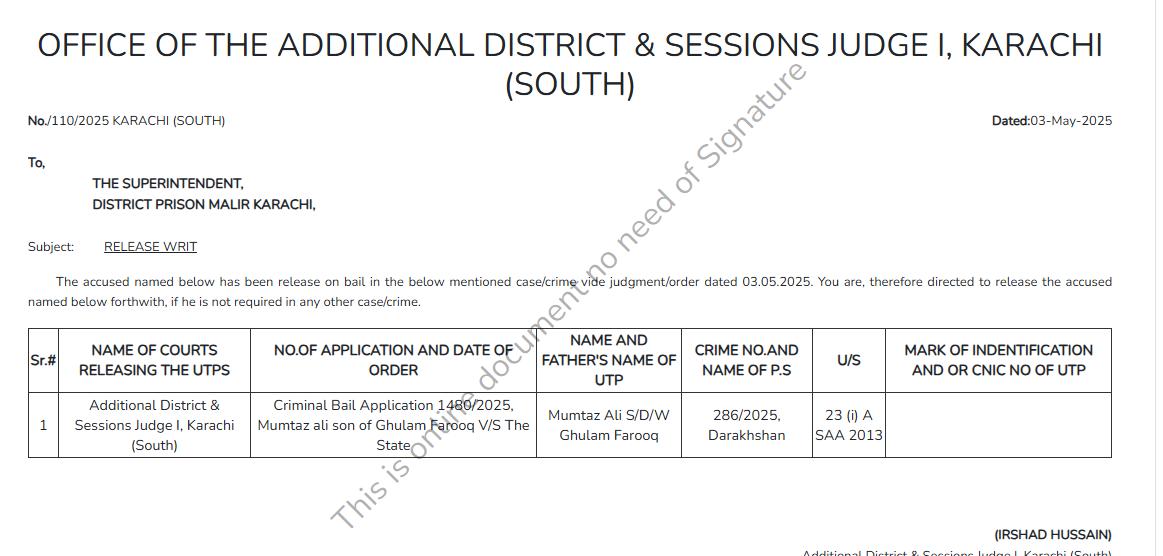 OFFICE OF THE ADDITIONAL DISTRICT & SESSIONS JUDGE I, KARACHI
(SOUTH)
No./110/2025 KARACHI (SOUTH)
Dated:03-May-2025
To,
THE SUPERINTENDENT,
DISTRICT PRISON MALIR KARACHI,
Subject: RELEASE WRIT
The accused named below has been release on bail in the below mentioned case/crime vide judgment/order dated 03.05.2025. You are, therefore directed to release the accused
named below forthwith, if he is not required in any other case/crime.
Sr.#
NAME OF COURTS
RELEASING THE UTPS
NO.OF APPLICATION AND DATE OF
ORDER
NAME AND
FATHER'S NAME OF
UTP
CRIME NO.AND
NAME OF P.S
U/S
MARK OF INDENTIFICATION
AND OR CNIC NO OF UTP
1
Additional District &
Sessions Judge I, Karachi
(South)
Criminal Bail Application 1480/2025,
Mumtaz ali son of Ghulam Farooq V/S The
State
Mumtaz Ali S/D/W
Ghulam Farooq
286/2025,
Darakhshan
23 (i) A
SAA 2013
This is online document no need of Signature
(IRSHAD HUSSAIN)
Additional District & Sessions Judge I, Karachi (South)